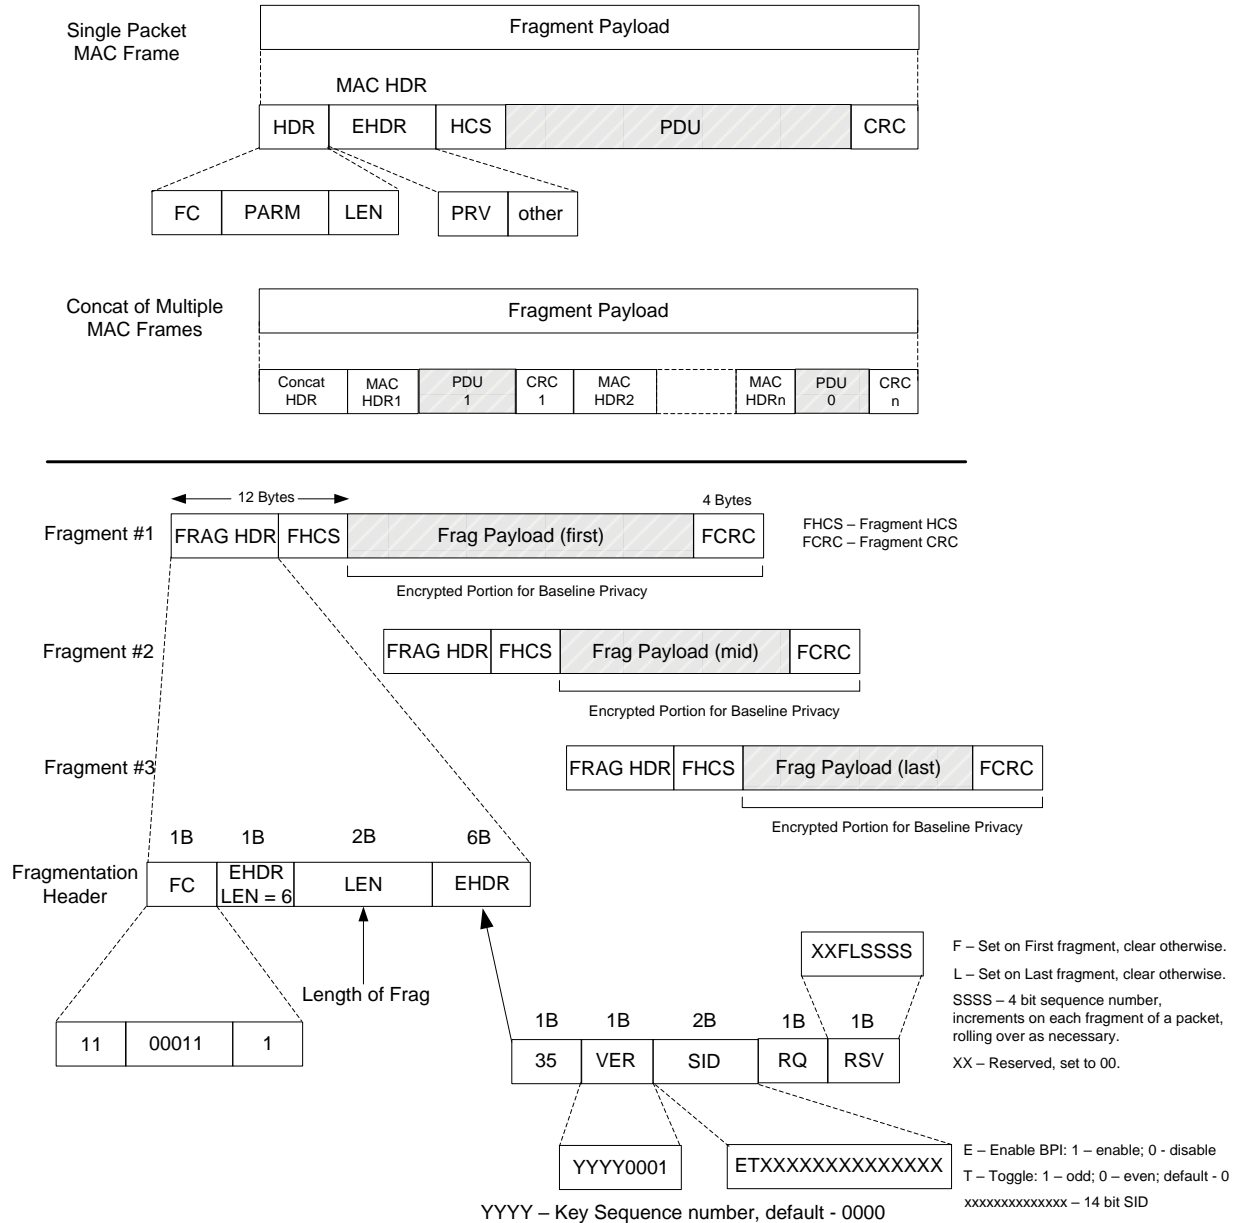 Single Packet
MAC Frame
Fragment Payload
MAC HDR
HDR
EHDR
HCS
PDU
CRC
FC
PARM
LEN
PRV
other
Concat of Multiple
MAC Frames
Fragment Payload
Concat
HDR
MAC
HDR1
PDU
1
CRC
1
MAC
HDR2
MAC
HDRn
PDU
0
CRC
n
12 Bytes
4 Bytes
Fragment #1
FRAG HDR
FHCS
Frag Payload (first)
FCRC
FHCS – Fragment HCS
FCRC – Fragment CRC
Encrypted Portion for Baseline Privacy
Fragment #2
FRAG HDR
FHCS
Frag Payload (mid)
FCRC
Encrypted Portion for Baseline Privacy
Fragment #3
FRAG HDR
FHCS
Frag Payload (last)
FCRC
Encrypted Portion for Baseline Privacy
1B
1B
2B
6B
Fragmentation
Header
FC
EHDR
LEN = 6
LEN
EHDR
Length of Frag
11
00011
1
XXFLSSSS
F – Set on First fragment, clear otherwise.
L – Set on Last fragment, clear otherwise.
SSSS – 4 bit sequence number,
increments on each fragment of a packet,
rolling over as necessary.
XX – Reserved, set to 00.
1B
1B
2B
1B
1B
35
VER
SID
RQ
RSV
YYYY0001
ETXXXXXXXXXXXXXX
E – Enable BPI: 1 – enable; 0 - disable
T – Toggle: 1 – odd; 0 – even; default - 0
xxxxxxxxxxxxxx – 14 bit SID
YYYY – Key Sequence number, default - 0000